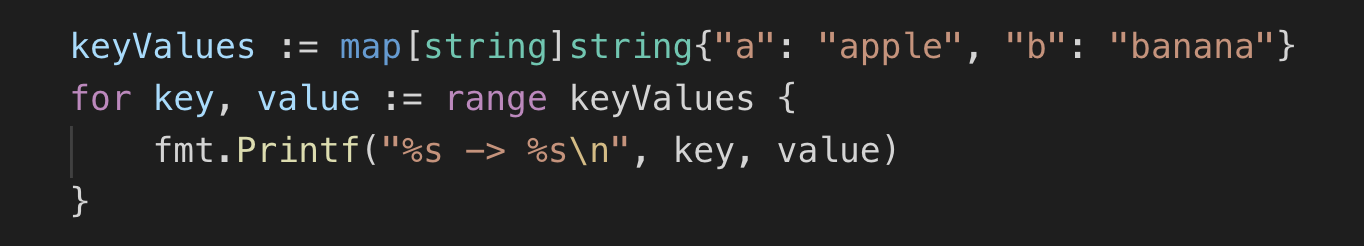 keyValues := map[string]string{"a": "apple", "b": "banana"}
for key, value := range keyValues {
    fmt.Printf("%s -> %s\n", key, value)
}